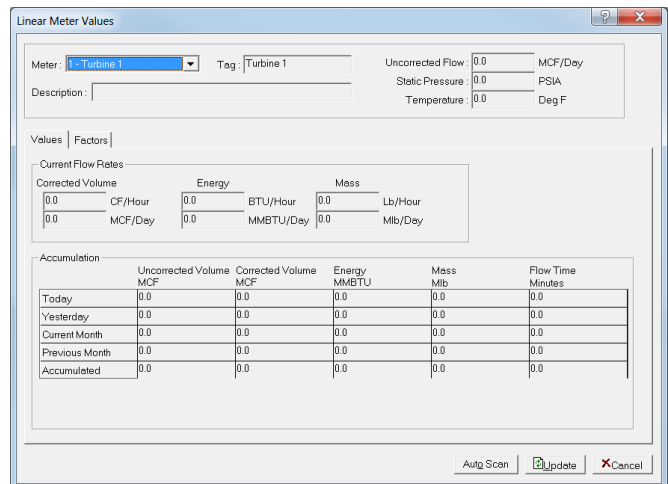 Linear Meter Values
Meter : 1 - Turbine 1 Tag : Turbine 1 Uncorrected Flow : 0.0 MCF/Day
Static Pressure : 0.0 PSIA
Description : Temperature : 0.0 Deg F
Values Factors
Current Flow Rates
Corrected Volume Energy Mass
0.0 CF/Hour 0.0 BTU/Hour 0.0 Lb/Hour
0.0 MCF/Day 0.0 MMBTU/Day 0.0 Mlb/Day
Accumulation
Uncorrected Volume Corrected Volume Energy Mass Flow Time
MCF MCF MMBTU Mlb Minutes
Today 0.0 0.0 0.0 0.0 0.0
Yesterday 0.0 0.0 0.0 0.0 0.0
Current Month 0.0 0.0 0.0 0.0 0.0
Previous Month 0.0 0.0 0.0 0.0 0.0
Accumulated 0.0 0.0 0.0 0.0 0.0
Auto Scan Update Cancel